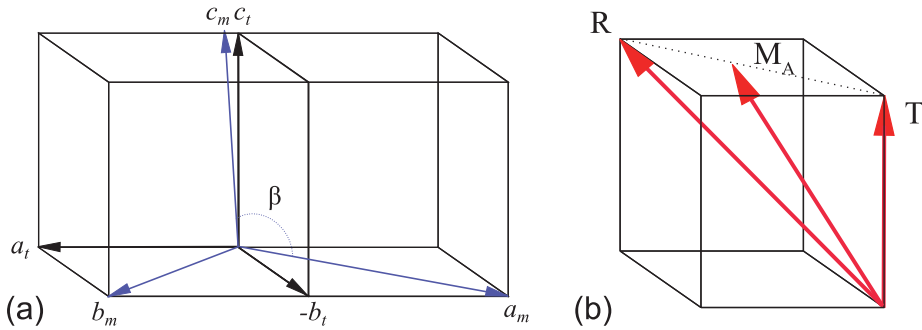 c_m c_t
R
M_A
T
β
a_t
(a)
b_m
-b_t
a_m
(b)